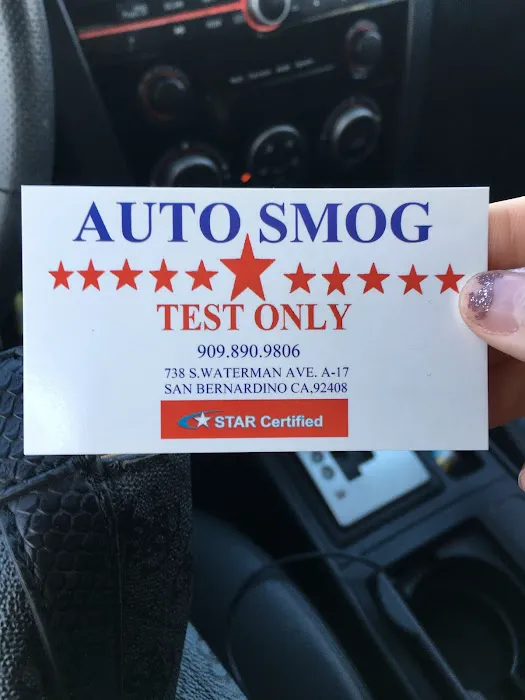 AUTO SMOG
TEST ONLY
909.890.9806
738 S.WATERMAN AVE. A-17
SAN BERNARDINO CA,92408
STAR Certified